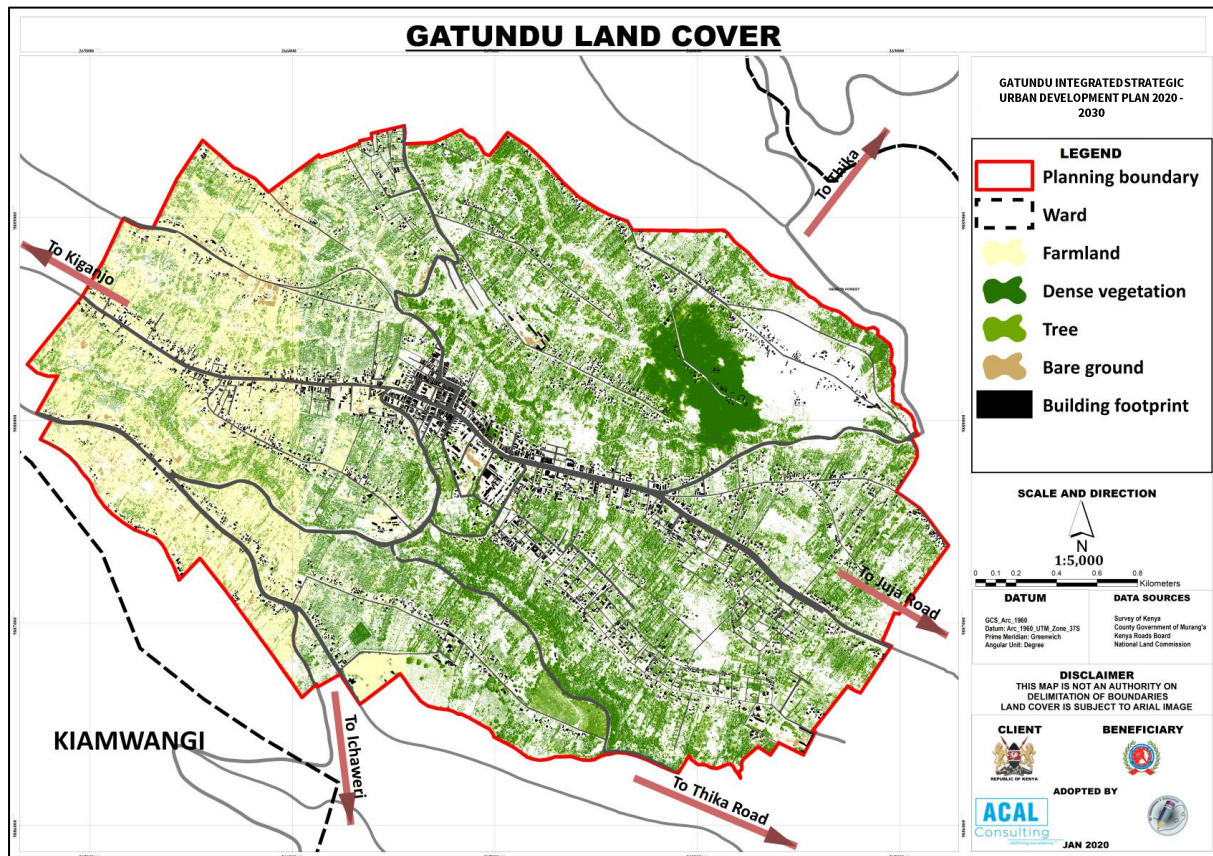 GATUNDU LAND COVER
To Thika
To Kiganjo
To Juja Road
To Ichaweri
To Thika Road
KIAMWANGI
GATUNDU INTEGRATED STRATEGIC
URBAN DEVELOPMENT PLAN 2020 -
2030
LEGEND
Planning boundary
Ward
Farmland
Dense vegetation
Tree
Bare ground
Building footprint
SCALE AND DIRECTION
N
1:5,000
0 0.1 0.2 0.4 0.6 0.8
Kilometers
DATUM
GCS_Arc_1960
Datum: Arc_1960_UTM_Zone_37S
Prime Meridian: Greenwich
Angular Unit: Degree
DATA SOURCES
Survey of Kenya
County Government of Murang'a
Kenya Roads Board
National Land Commission
DISCLAIMER
THIS MAP IS NOT AN AUTHORITY ON
DELIMITATION OF BOUNDARIES
LAND COVER IS SUBJECT TO ARIAL IMAGE
CLIENT
BENEFICIARY
REPUBLIC OF KENYA
ADOPTED BY
ACAL
Consulting
defining excellence
JAN 2020